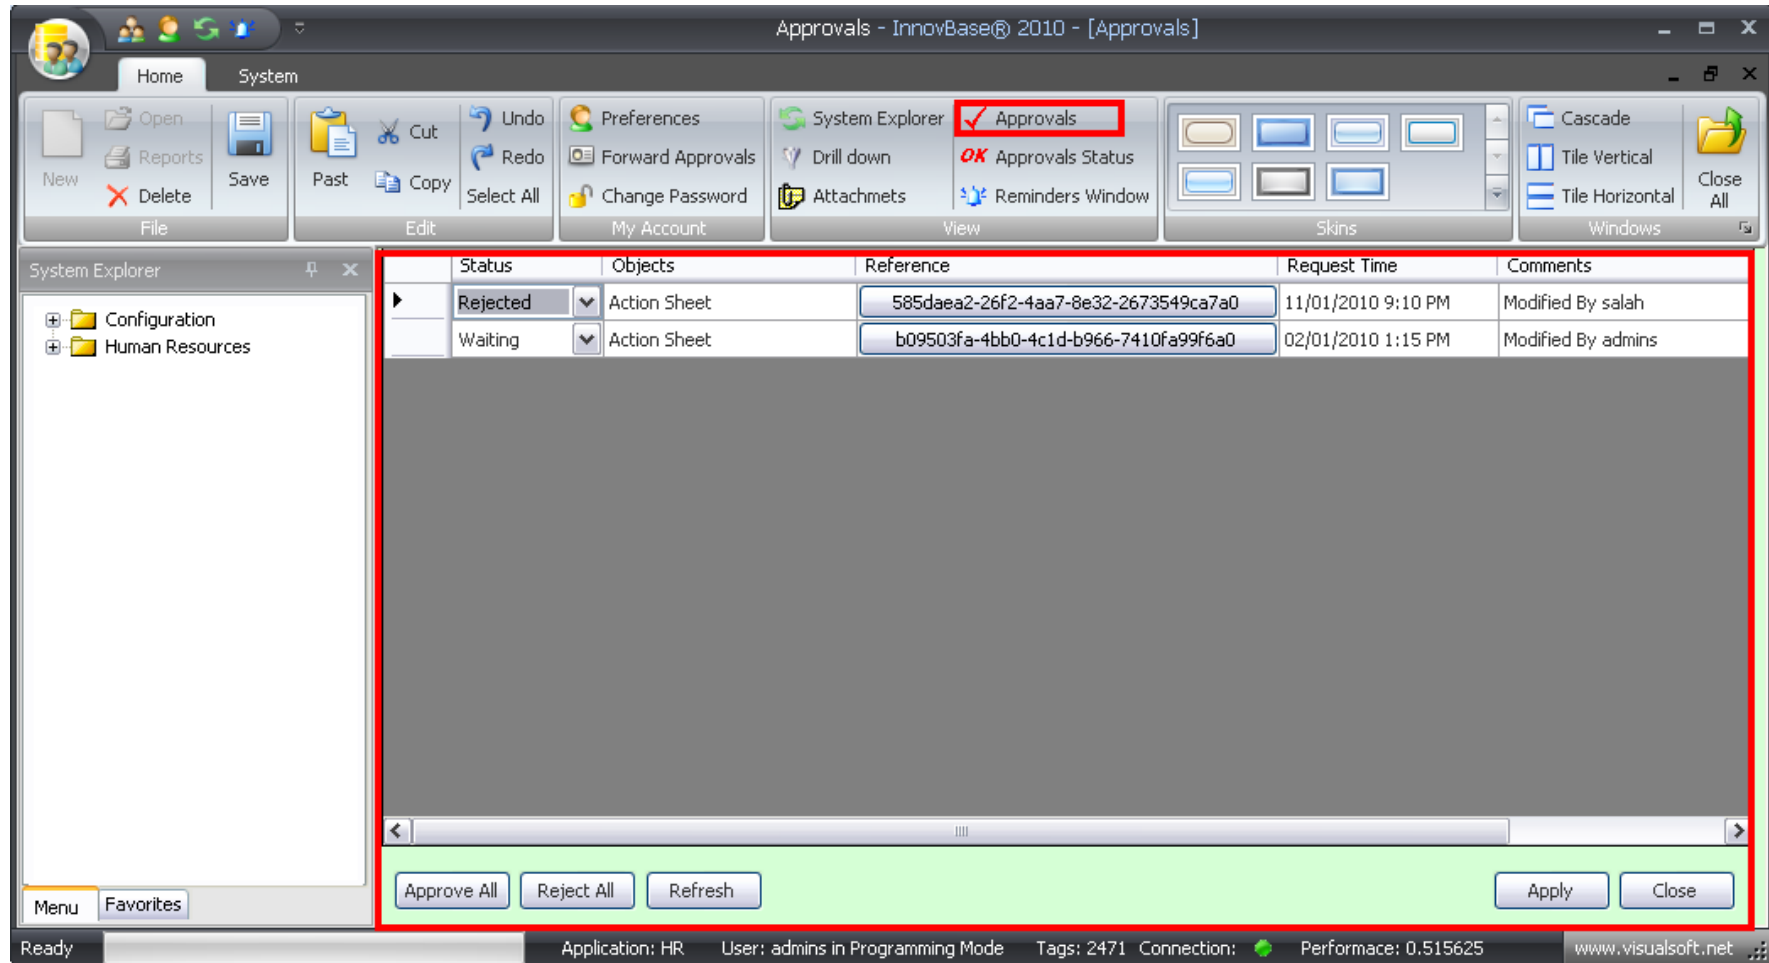 Approvals - InnovBase® 2010 - [Approvals]
Home System
New
Open
Reports
Delete
Save
File
Past
Cut
Copy
Undo
Redo
Select All
Edit
Preferences
Forward Approvals
Change Password
My Account
System Explorer
Drill down
Attachmets
Approvals
OK Approvals Status
Reminders Window
View
Skins
Cascade
Tile Vertical
Tile Horizontal
Close All
Windows
System Explorer
Configuration
Human Resources
Menu Favorites
Status Objects Reference Request Time Comments
Rejected Action Sheet 585daea2-26f2-4aa7-8e32-2673549ca7a0 11/01/2010 9:10 PM Modified By salah
Waiting Action Sheet b09503fa-4bb0-4c1d-b966-7410fa99f6a0 02/01/2010 1:15 PM Modified By admins
Approve All Reject All Refresh Apply Close
Ready Application: HR User: admins in Programming Mode Tags: 2471 Connection: Performace: 0.515625 www.visualsoft.net